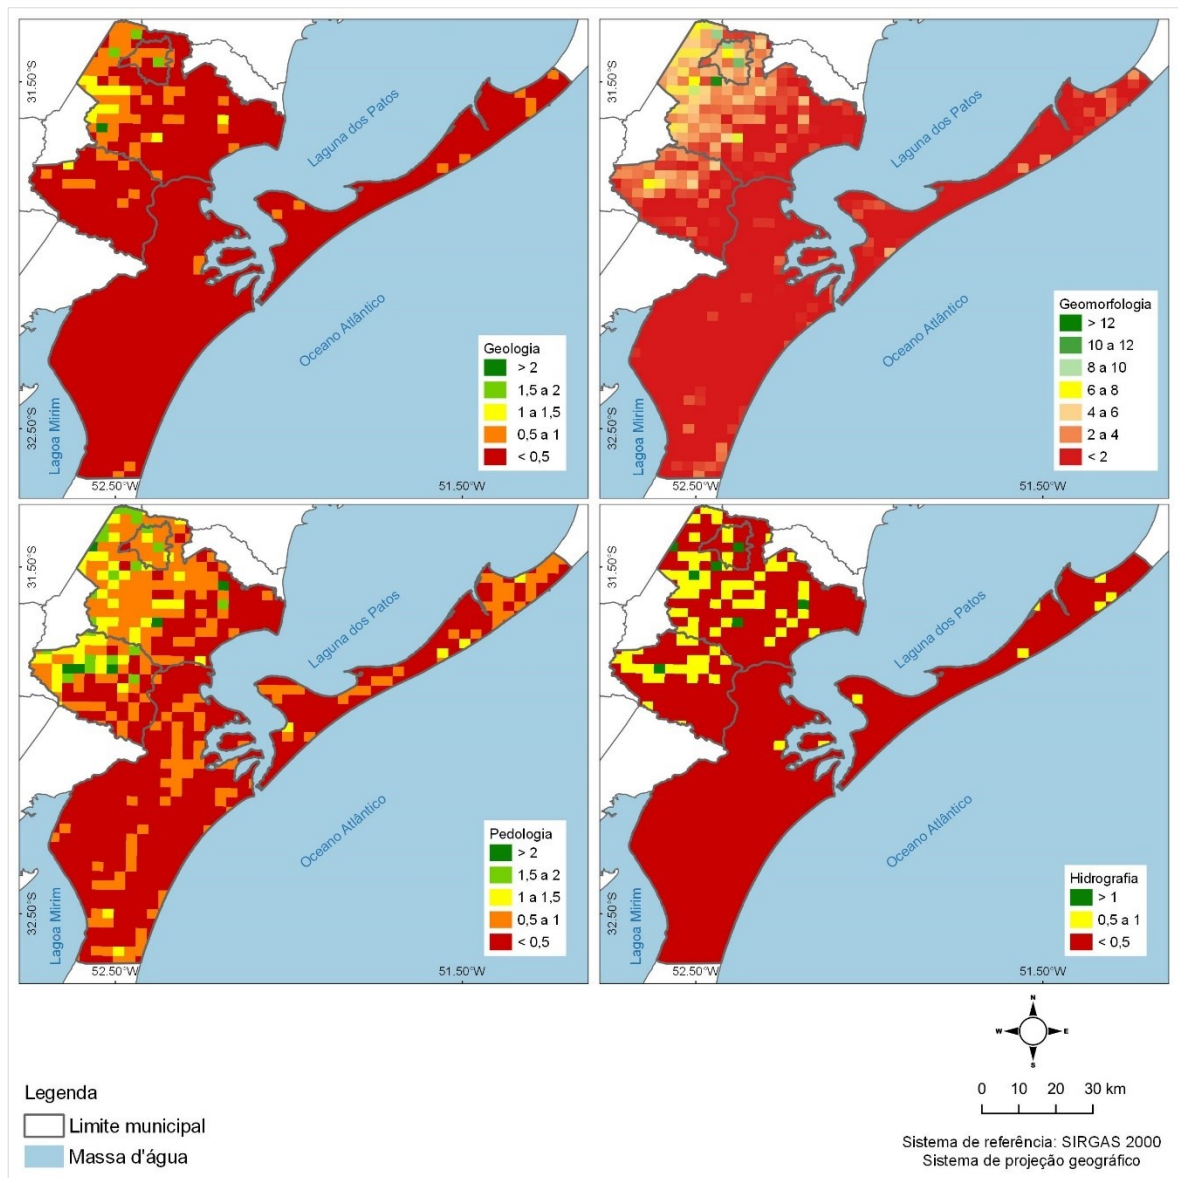 31.50°S
Laguna dos Patos
Oceano Atlântico
Lagoa Mirim
32.50°S
52.50°W
51.50°W
Geologia
> 2
1,5 a 2
1 a 1,5
0,5 a 1
< 0,5
31.50°S
Laguna dos Patos
Oceano Atlântico
Lagoa Mirim
32.50°S
52.50°W
51.50°W
Geomorfologia
> 12
10 a 12
8 a 10
6 a 8
4 a 6
2 a 4
< 2
31.50°S
Laguna dos Patos
Oceano Atlântico
Lagoa Mirim
32.50°S
52.50°W
51.50°W
Pedologia
> 2
1,5 a 2
1 a 1,5
0,5 a 1
< 0,5
31.50°S
Laguna dos Patos
Oceano Atlântico
Lagoa Mirim
32.50°S
52.50°W
51.50°W
Hidrografia
> 1
0,5 a 1
< 0,5
N
W E
S
0 10 20 30 km
Legenda
Limite municipal
Massa d'água
Sistema de referência: SIRGAS 2000
Sistema de projeção geográfico